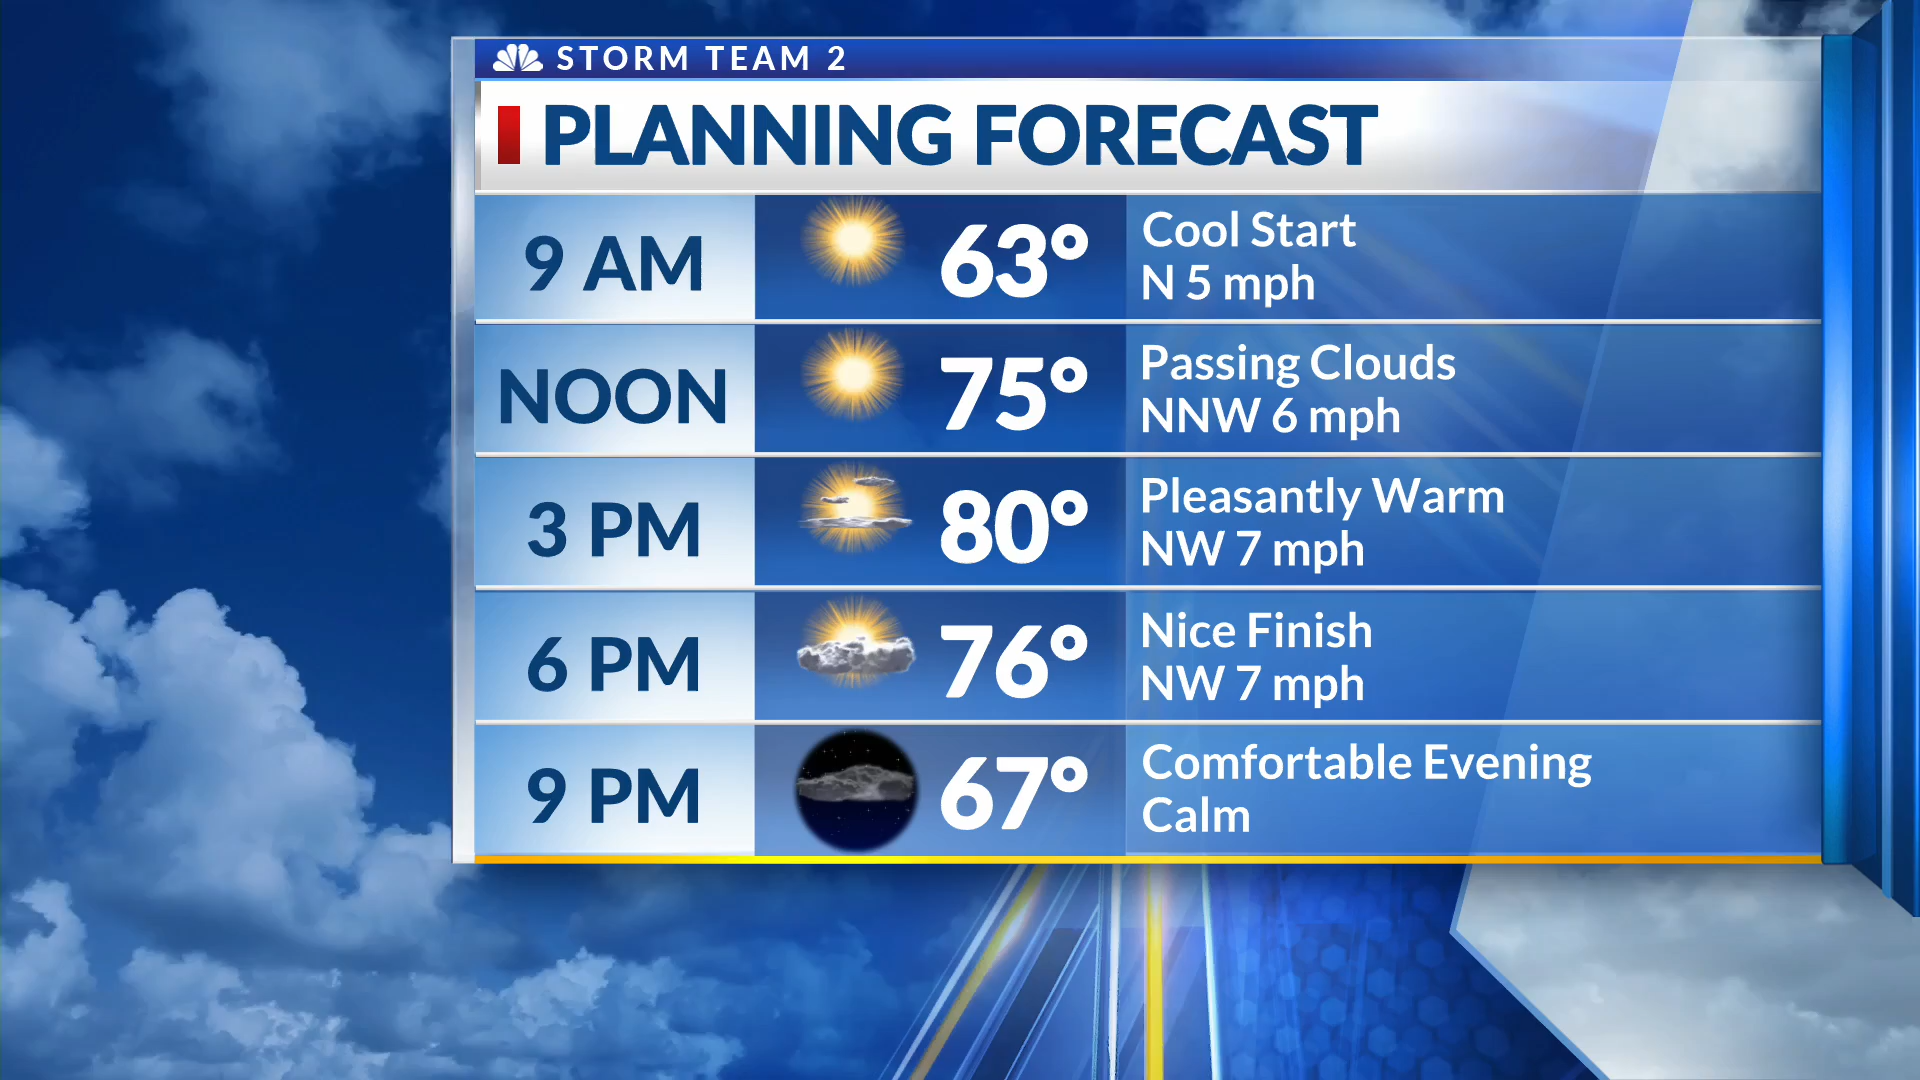 STORM TEAM 2
PLANNING FORECAST
9 AM
63°
Cool Start
N 5 mph
NOON
75°
Passing Clouds
NNW 6 mph
3 PM
80°
Pleasantly Warm
NW 7 mph
6 PM
76°
Nice Finish
NW 7 mph
9 PM
67°
Comfortable Evening
Calm